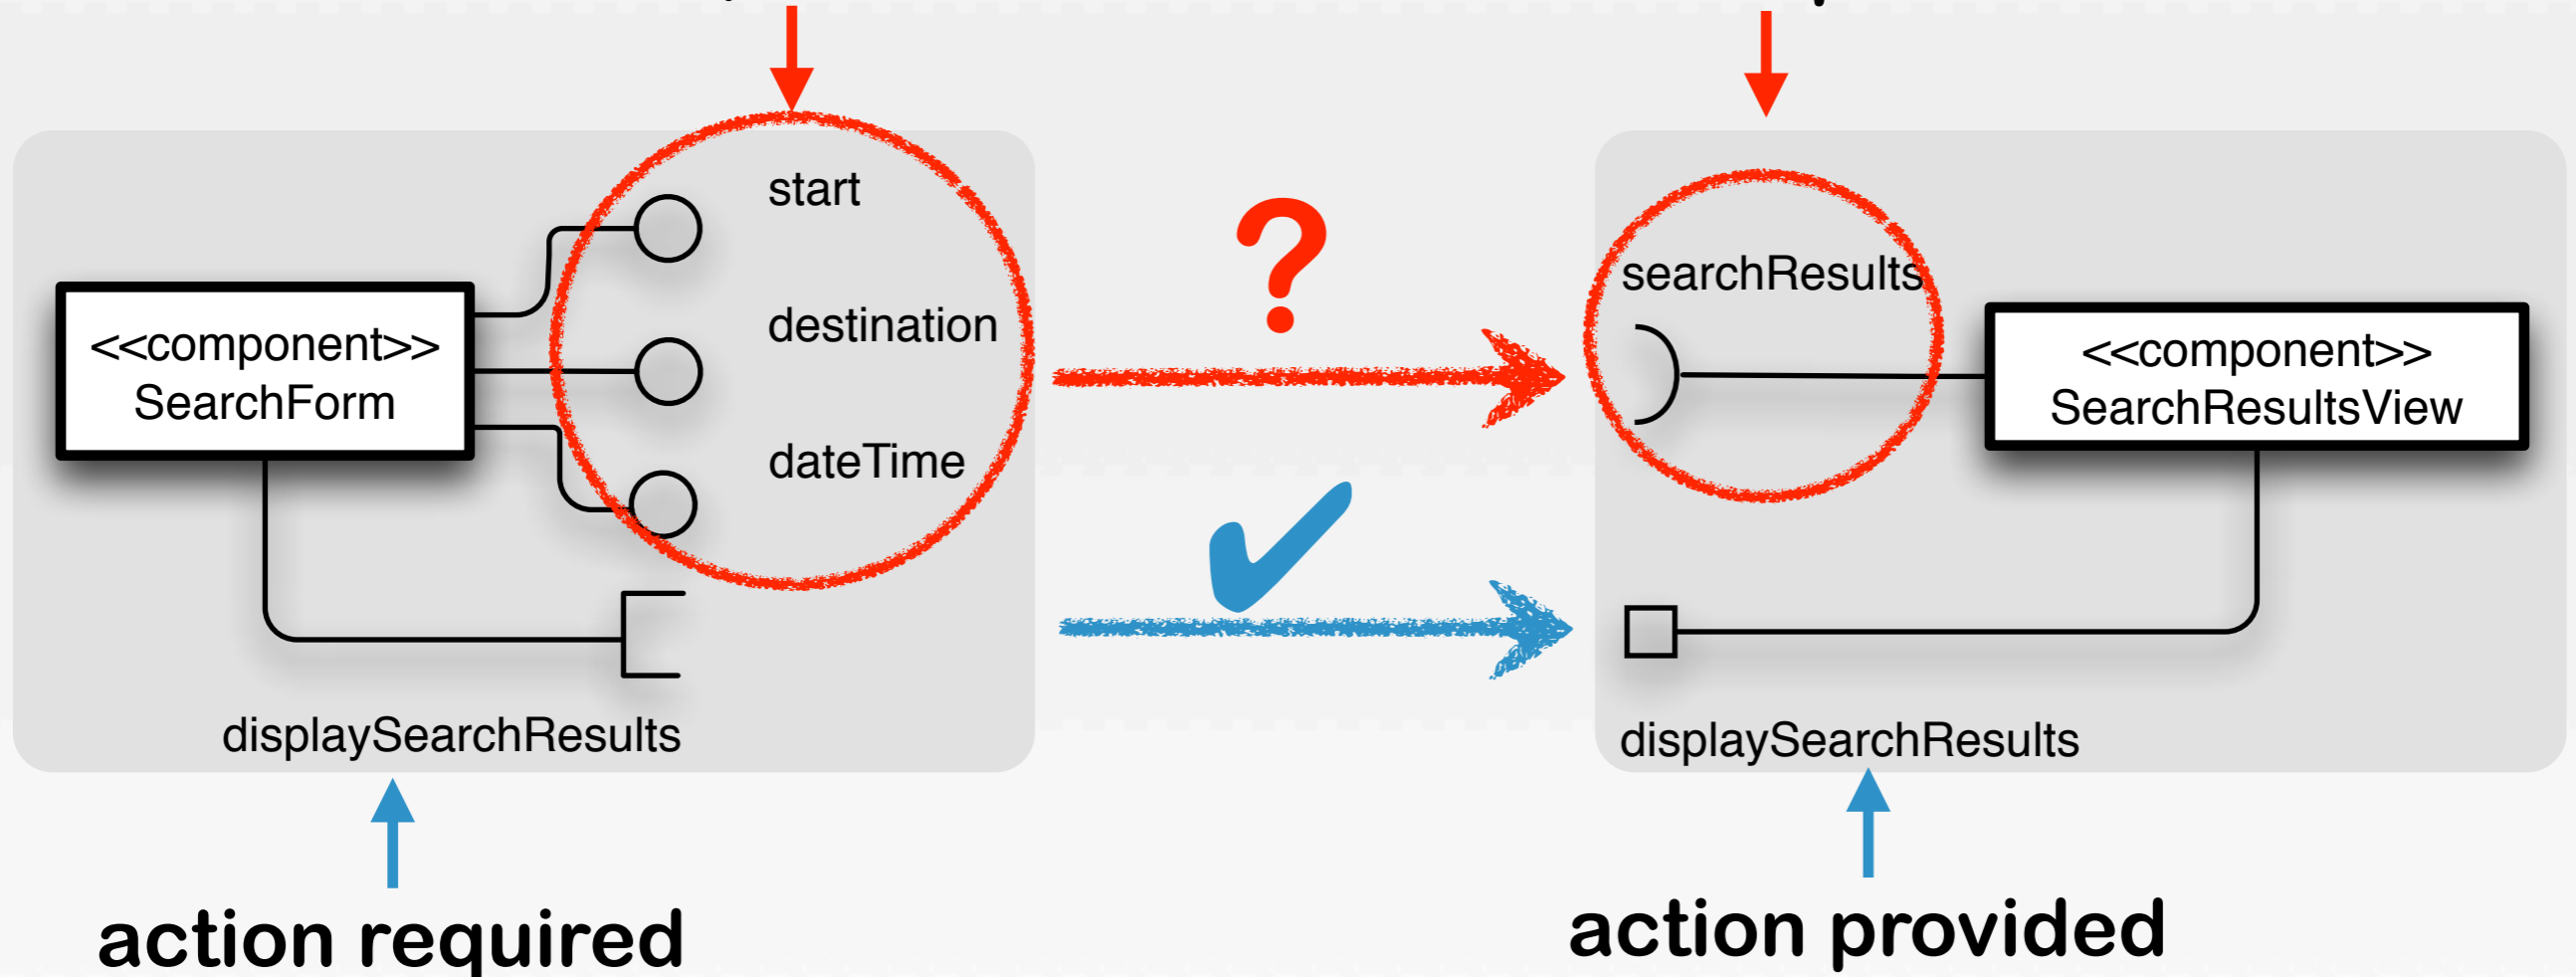 start
destination
dateTime
<<component>>
SearchForm
displaySearchResults
?
searchResults
<<component>>
SearchResultsView
displaySearchResults
action required
action provided